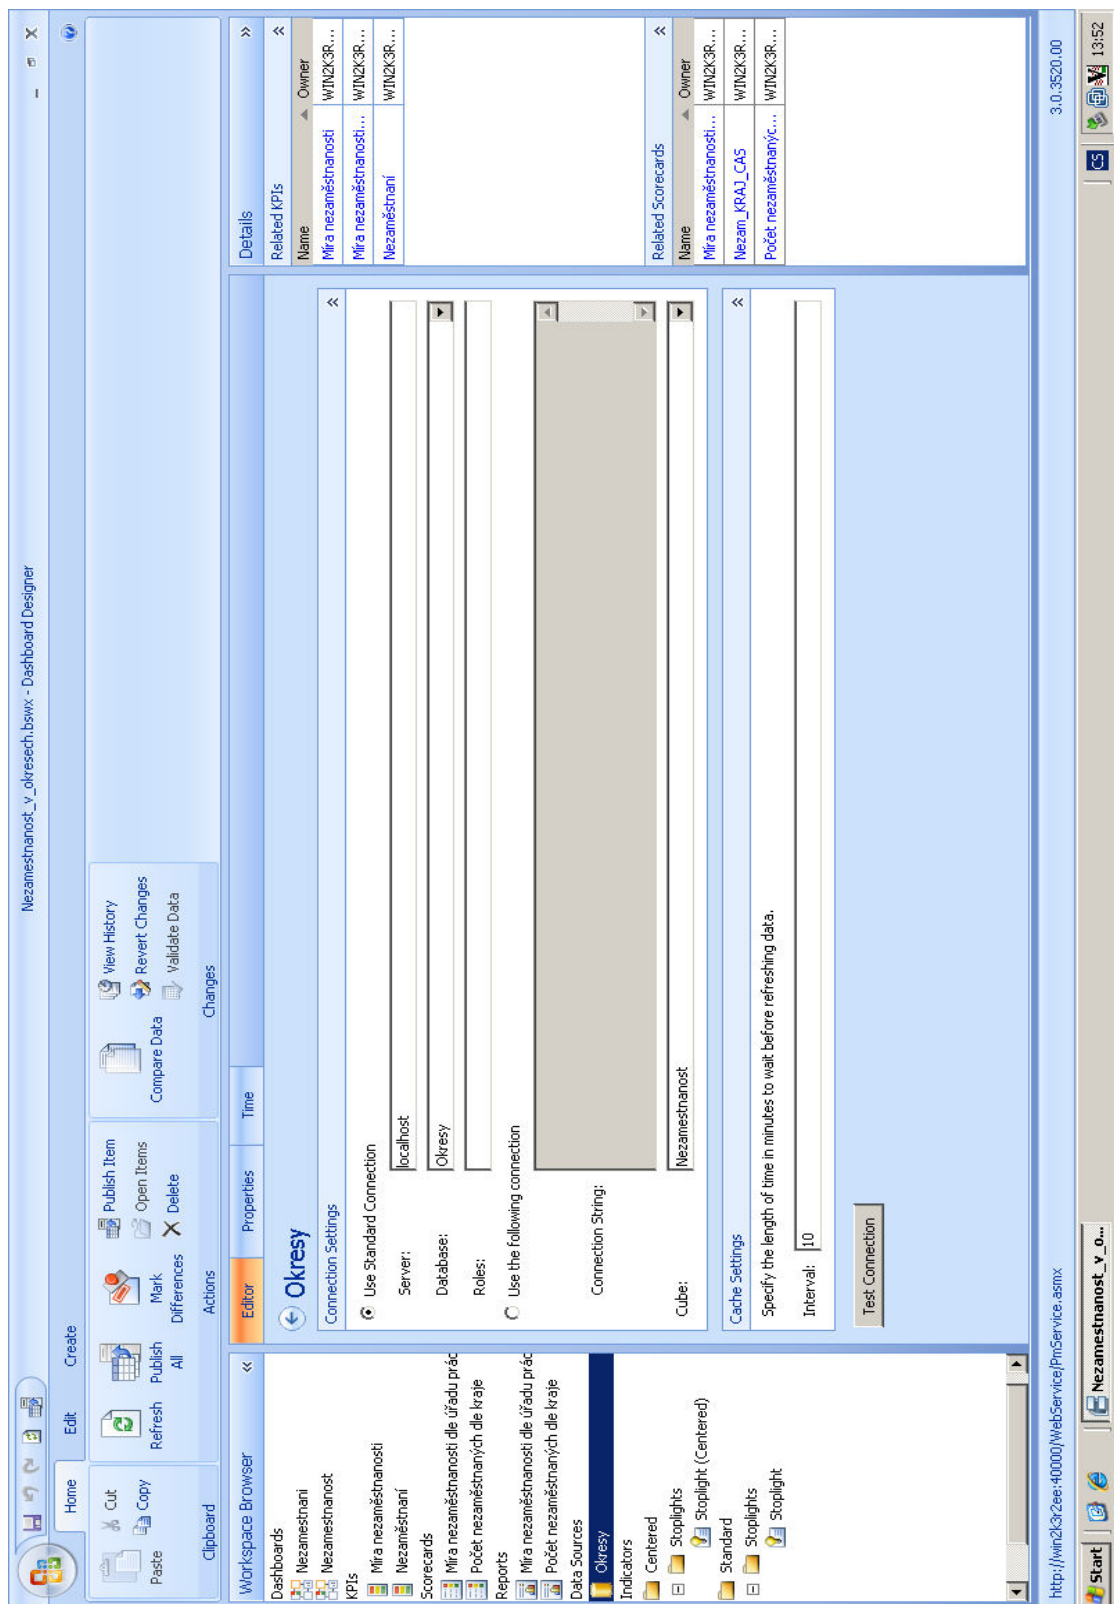 Nezamestnanost_v_okresech.bswx - Dashboard Designer
Home
Edit
Create
Paste
Cut
Copy
Clipboard
Refresh
Publish
All
Mark
Differences
Publish Item
Open Items
Delete
Actions
Compare Data
View History
Revert Changes
Validate Data
Changes
Workspace Browser
Dashboards
Nezamestnani
Nezamestnanost
KPIs
Míra nezaměstnanosti
Nezaměstnaní
Scorecards
Míra nezaměstnanosti dle úřadu prác
Počet nezaměstnaných dle kraje
Reports
Míra nezaměstnanosti dle úřadu prác
Počet nezaměstnaných dle kraje
Data Sources
Okresy
Indicators
Centered
Stoplights
Stoplight (Centered)
Standard
Stoplights
Stoplight
Editor
Properties
Time
Okresy
Connection Settings
Use Standard Connection
Server: localhost
Database: Okresy
Roles:
Use the following connection
Connection String:
Cube: Nezamestnanost
Cache Settings
Specify the length of time in minutes to wait before refreshing data.
Interval: 10
Test Connection
Details
Related KPIs
Name Owner
Míra nezaměstnanosti WIN2K3R...
Míra nezaměstnanosti... WIN2K3R...
Nezaměstnaní WIN2K3R...
Related Scorecards
Name Owner
Míra nezaměstnanosti... WIN2K3R...
Nezam_KRAJ_CAS WIN2K3R...
Počet nezaměstnanýc... WIN2K3R...
http://win2k3r2ee:40000/WebService/PmService.asmx
3.0.3520.00
Start
Nezamestnanost_v_o...
CS
13:52